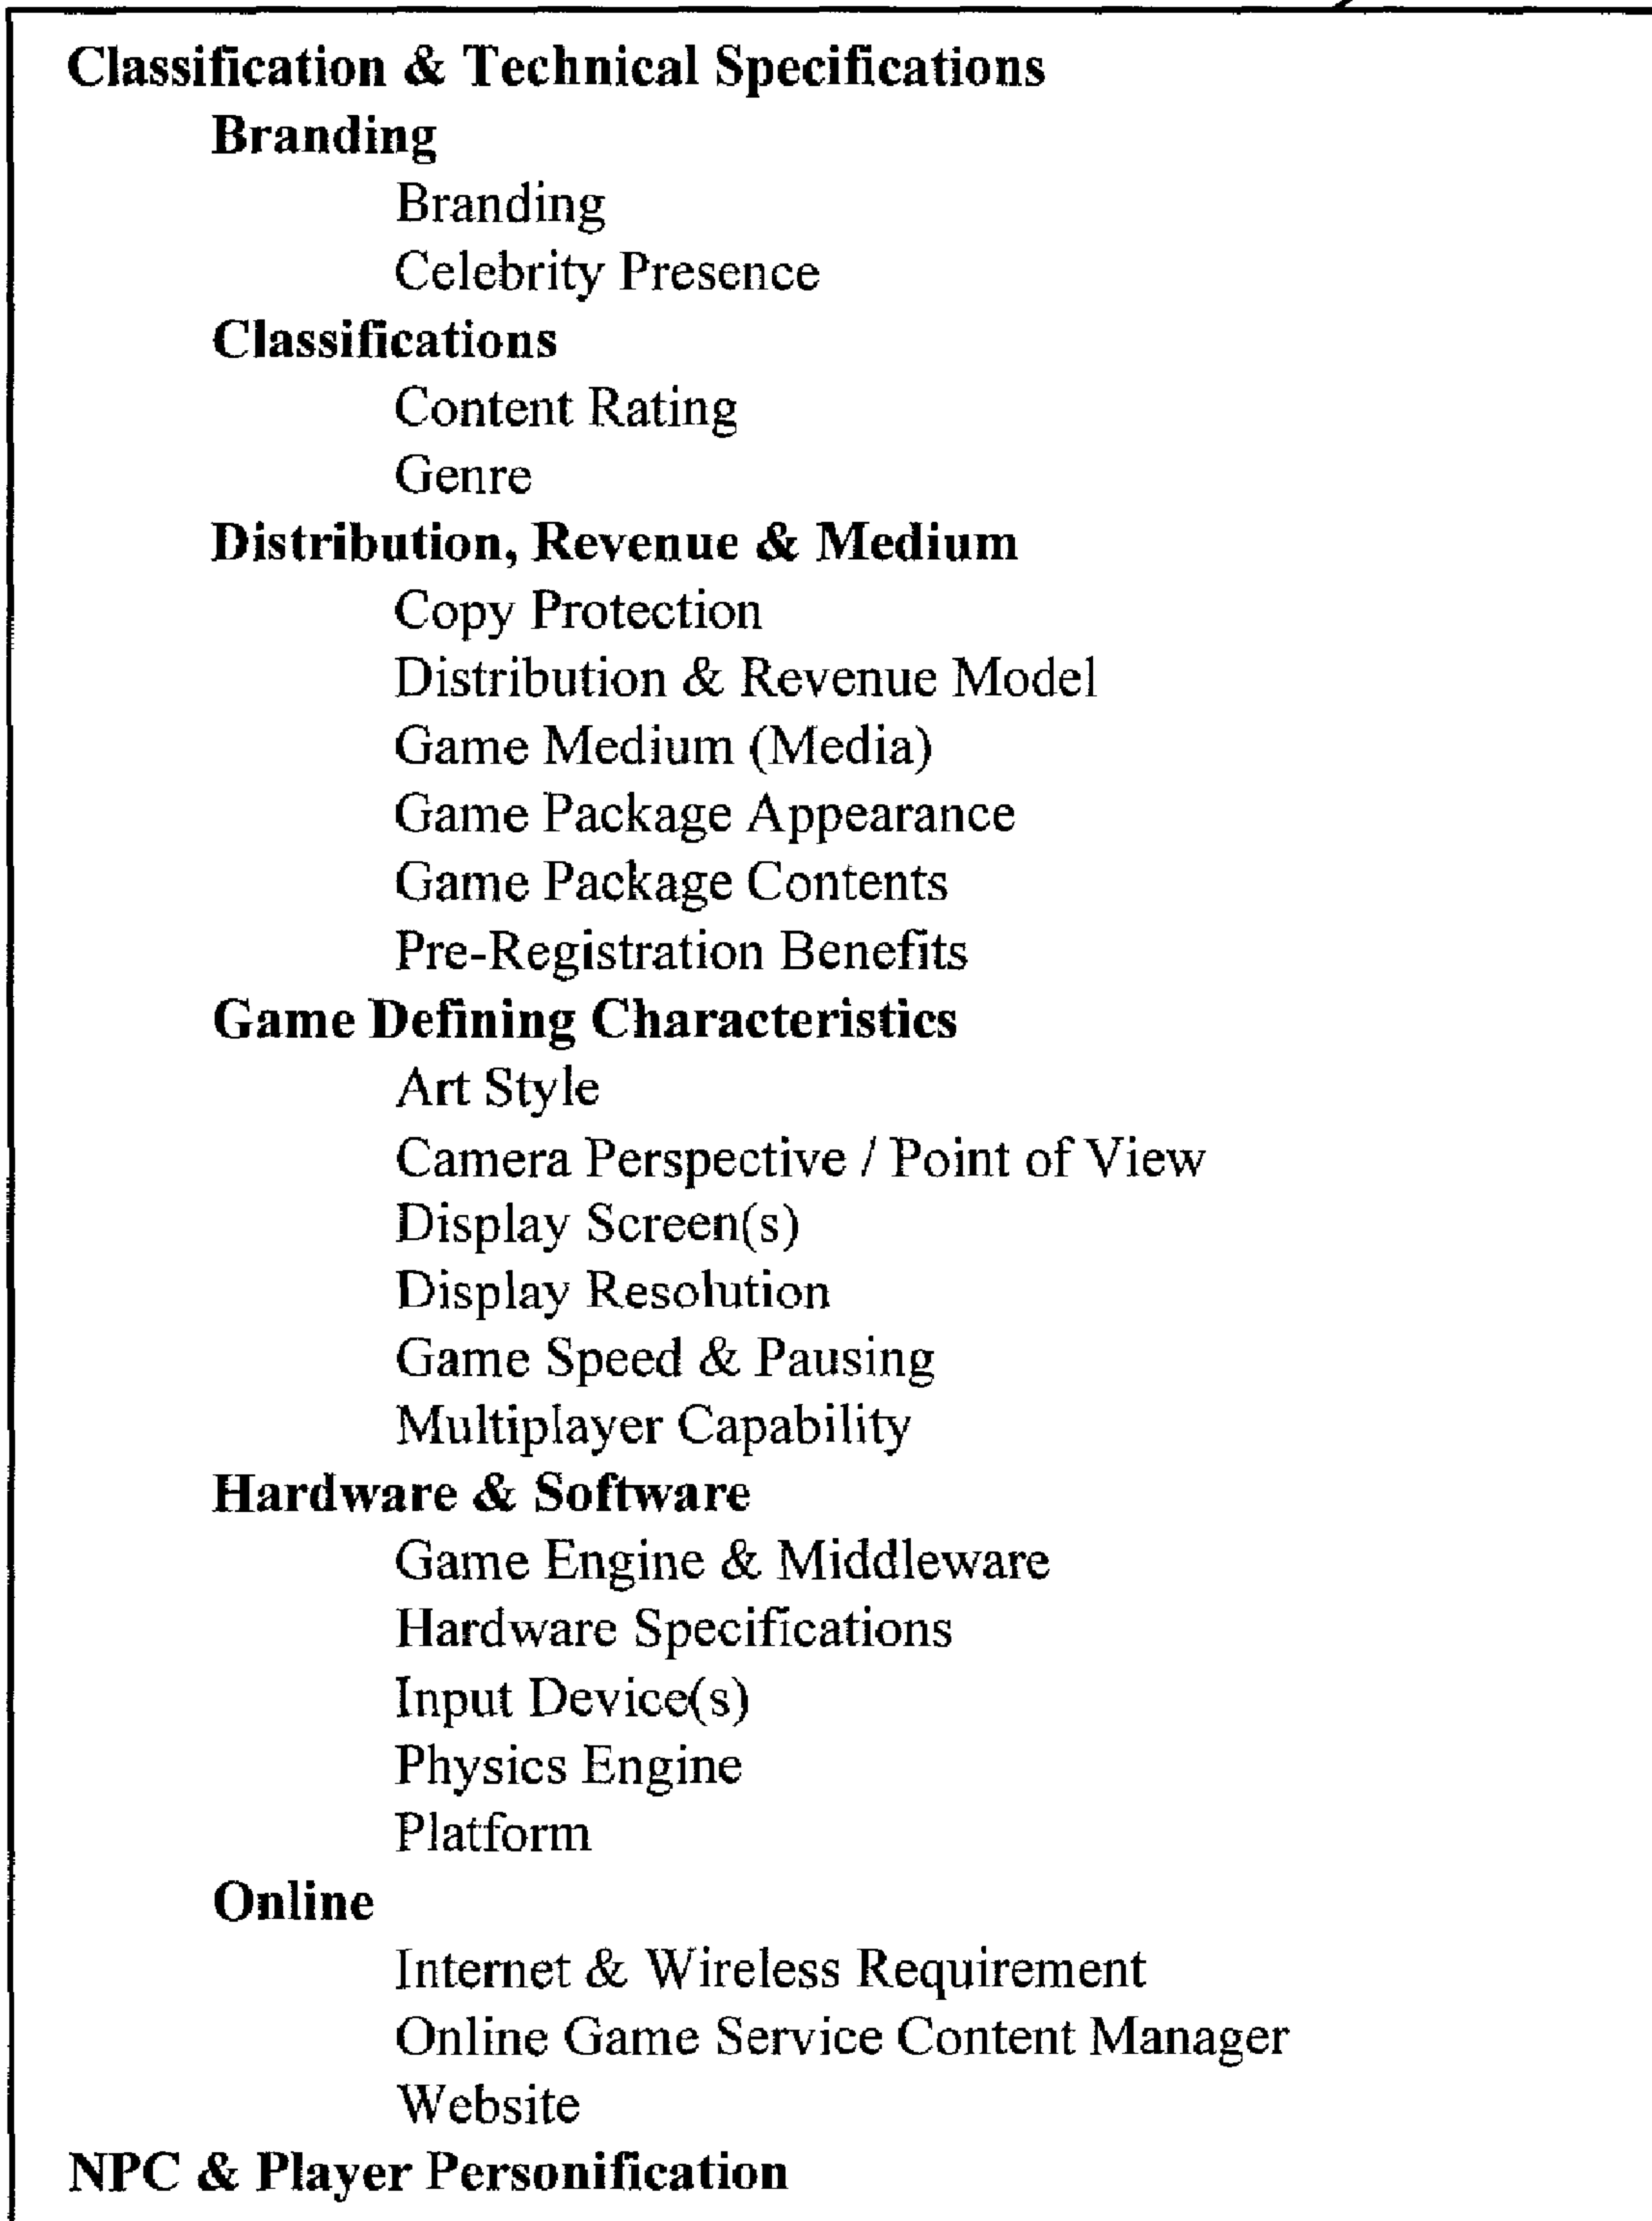 Classification & Technical Specifications
Branding
Branding
Celebrity Presence
Classifications
Content Rating
Genre
Distribution, Revenue & Medium
Copy Protection
Distribution & Revenue Model
Game Medium (Media)
Game Package Appearance
Game Package Contents
Pre-Registration Benefits
Game Defining Characteristics
Art Style
Camera Perspective / Point of View
Display Screen(s)
Display Resolution
Game Speed & Pausing
Multiplayer Capability
Hardware & Software
Game Engine & Middleware
Hardware Specifications
Input Device(s)
Physics Engine
Platform
Online
Internet & Wireless Requirement
Online Game Service Content Manager
Website
NPC & Player Personification